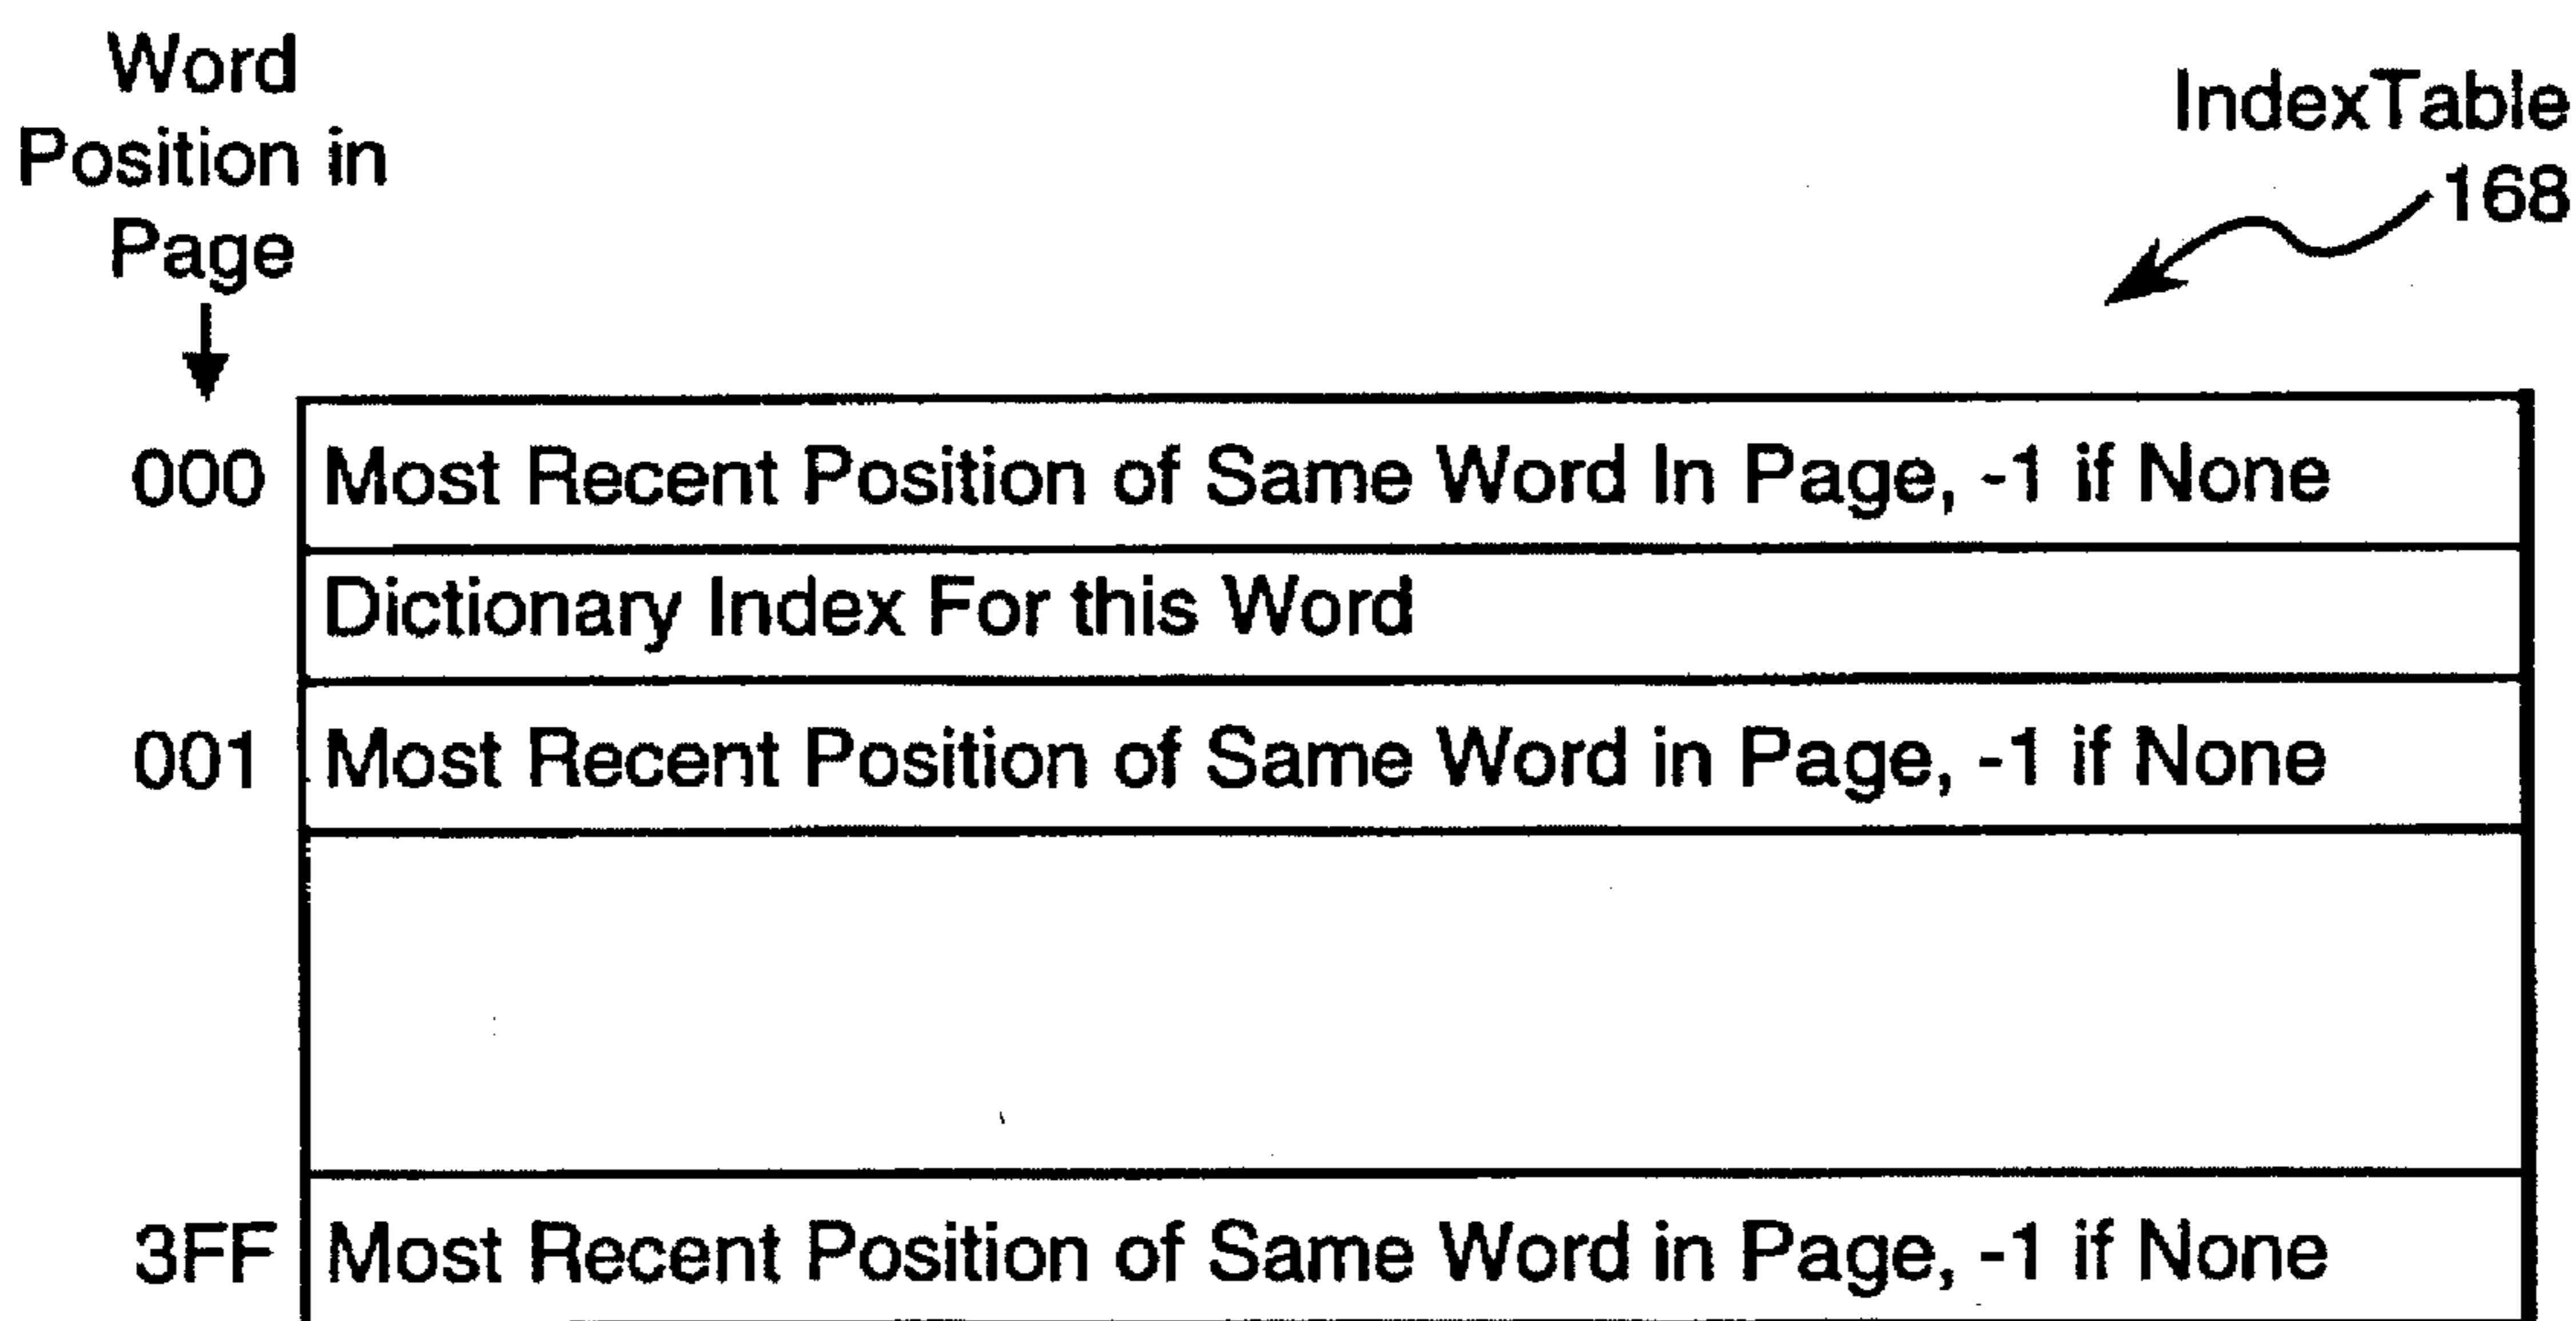 Word
Position in
Page
IndexTable
168
000 Most Recent Position of Same Word In Page, -1 if None
Dictionary Index For this Word
001 Most Recent Position of Same Word in Page, -1 if None
3FF Most Recent Position of Same Word in Page, -1 if None